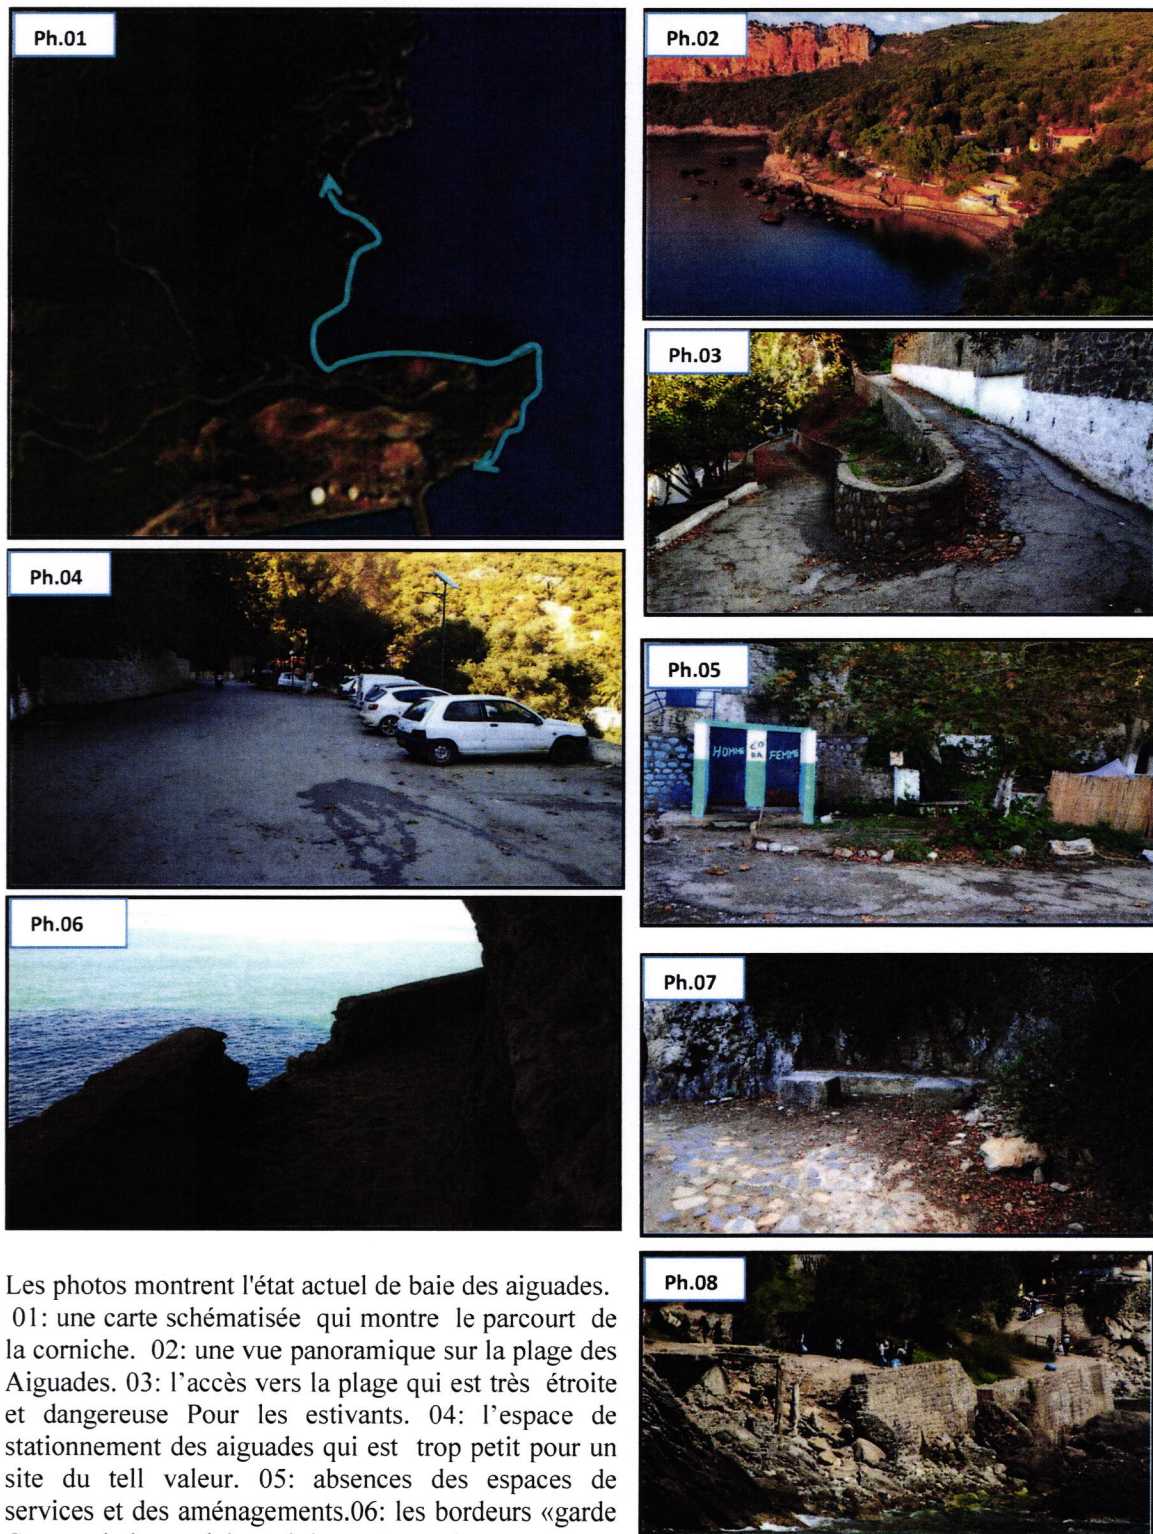 Ph.01
Ph.02
Ph.03
Ph.04
Ph.05
HOMME
FEMME
Ph.06
Ph.07
Ph.08
Les photos montrent l'état actuel de baie des aiguades.
01: une carte schématisée qui montre le parcourt de
la corniche. 02: une vue panoramique sur la plage des
Aiguades. 03: l'accès vers la plage qui est très étroite
et dangereuse Pour les estivants. 04: l'espace de
stationnement des aiguades qui est trop petit pour un
site du tell valeur. 05: absences des espaces de
services et des aménagements.06: les bordeurs «garde